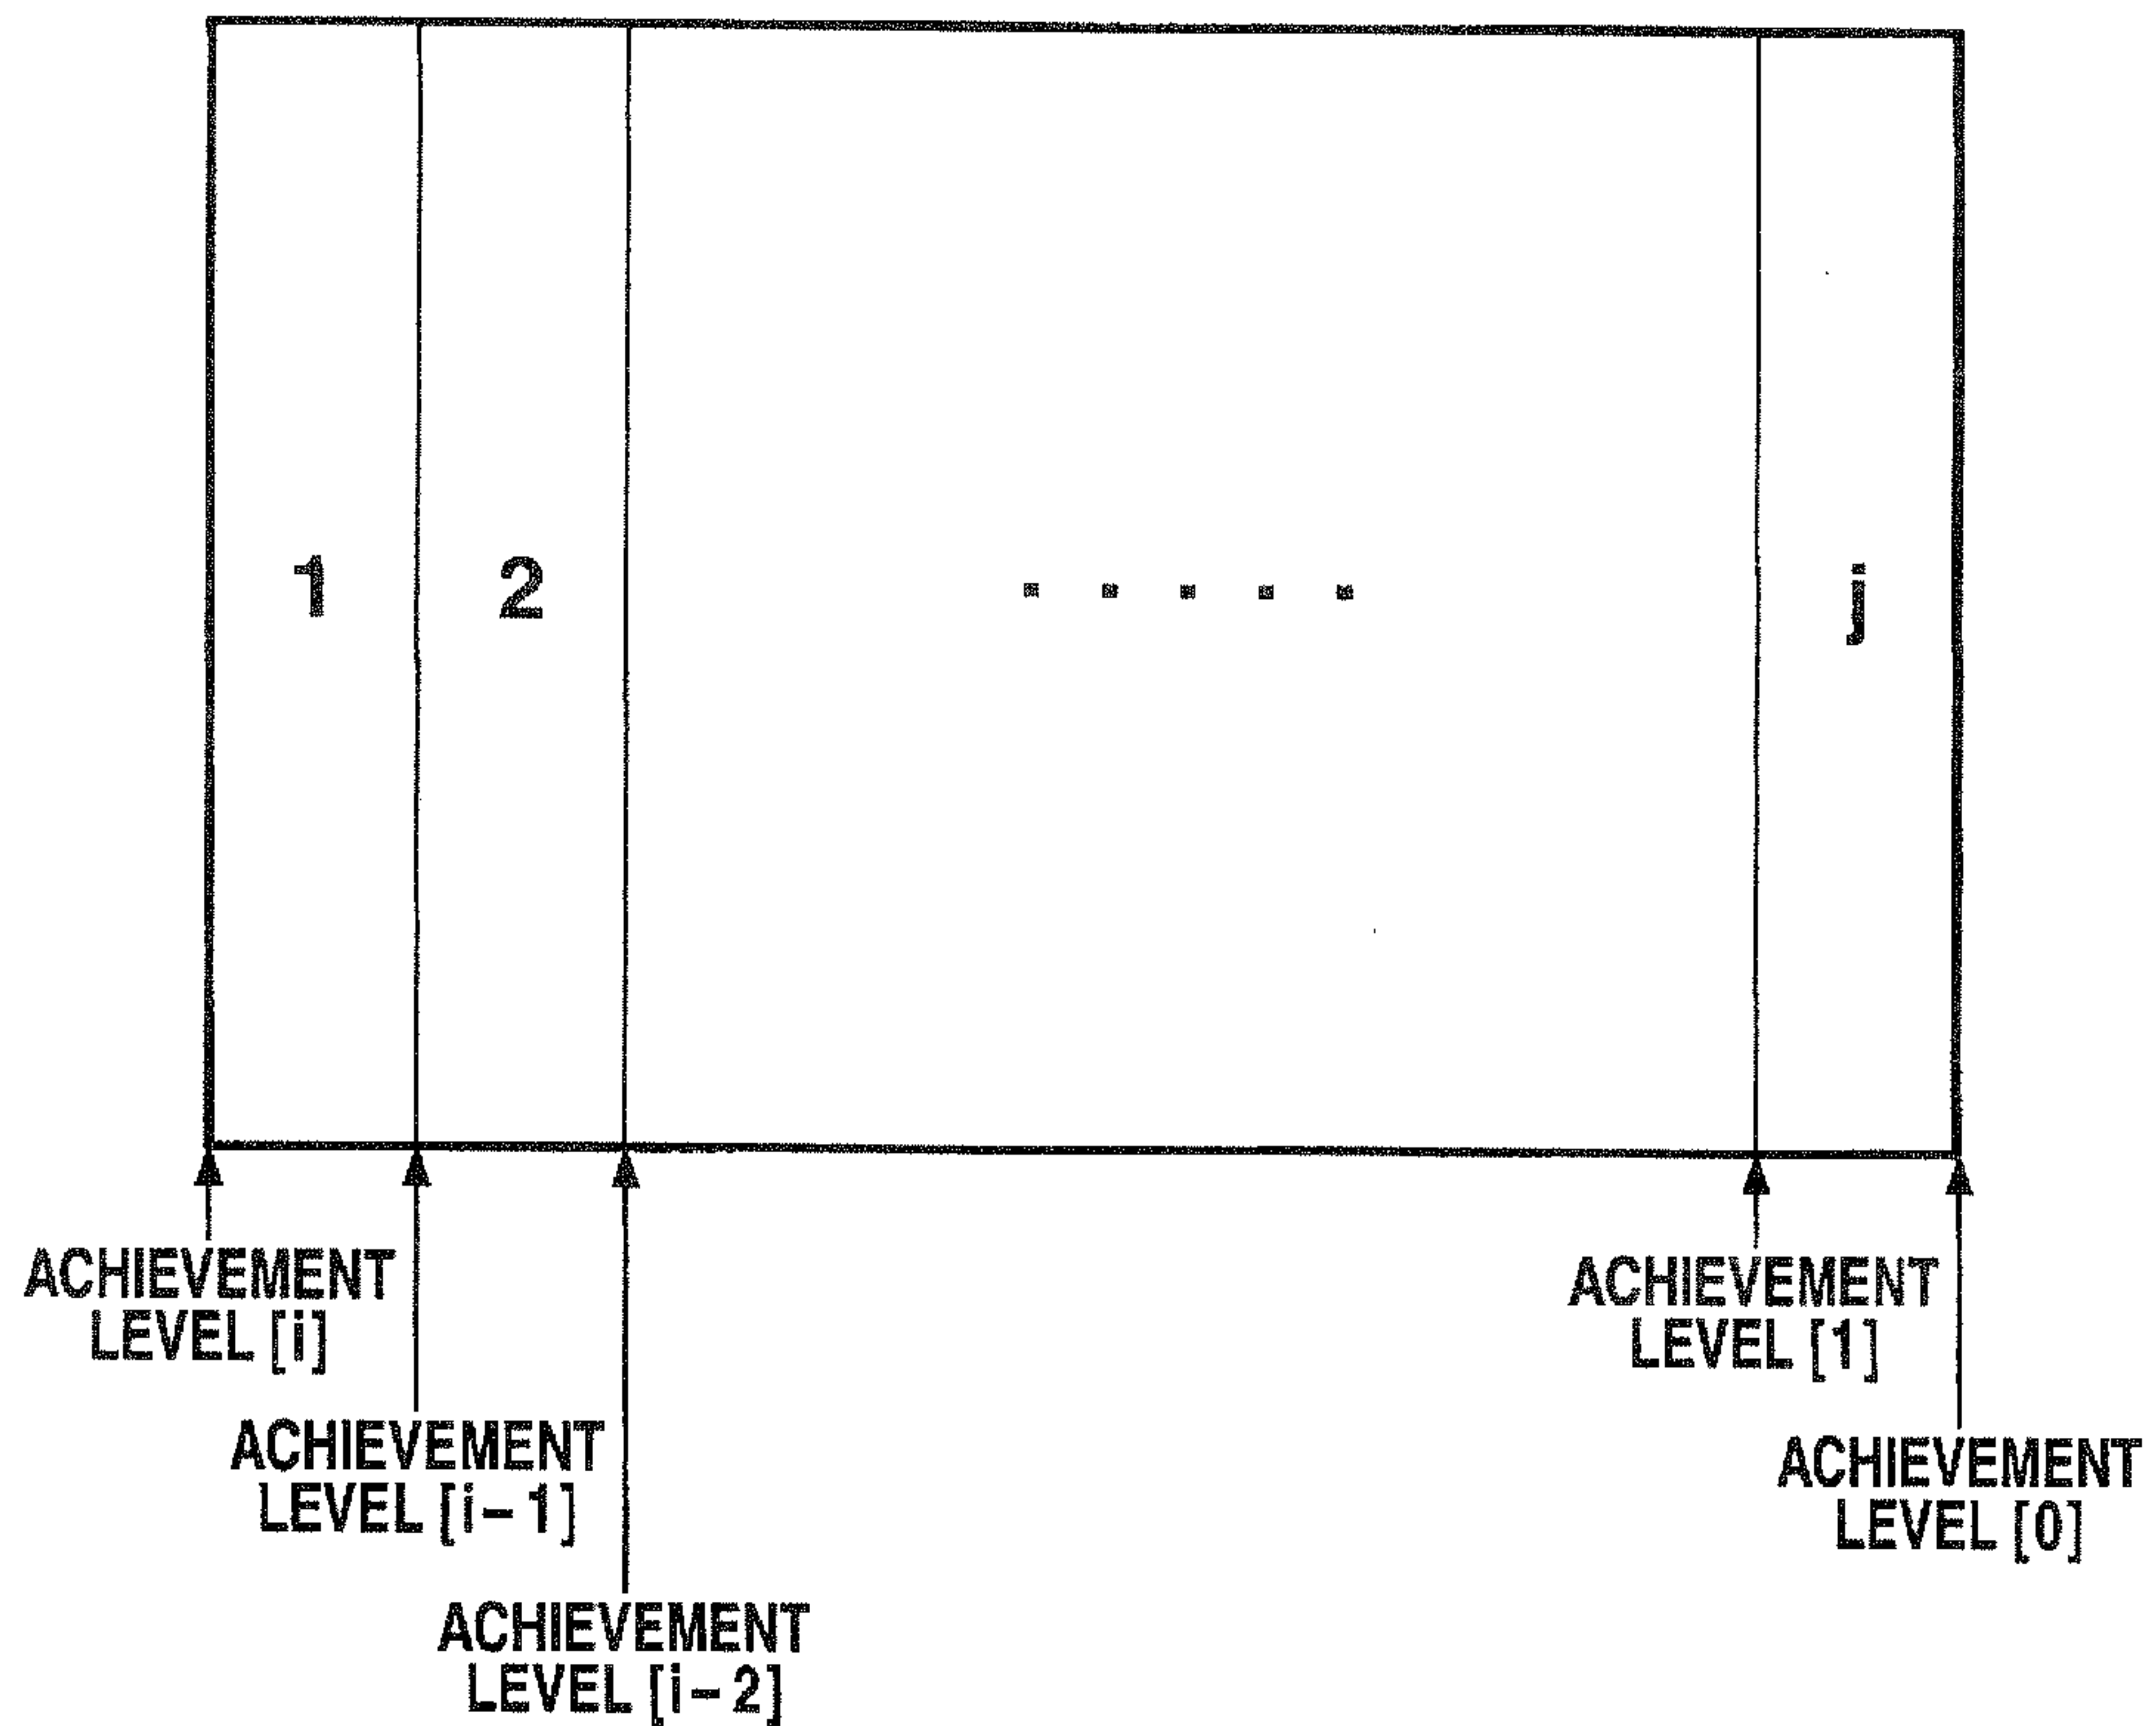 1 2 ..... j
ACHIEVEMENT
LEVEL [i]
ACHIEVEMENT
LEVEL [i-1]
ACHIEVEMENT
LEVEL [i-2]
ACHIEVEMENT
LEVEL [1]
ACHIEVEMENT
LEVEL [0]